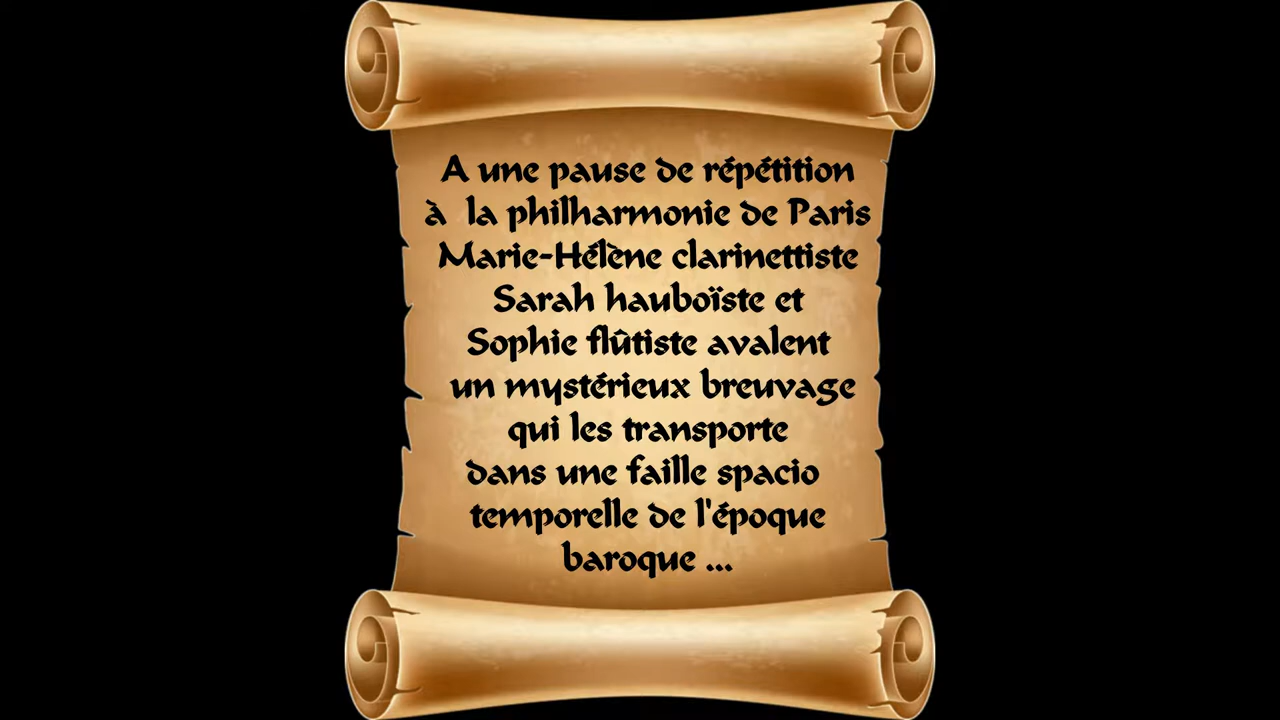 A une pause de répétition
à  la philharmonie de Paris
Marie-Hélène clarinettiste
Sarah hauboïste et
Sophie flûtiste avalent
un mystérieux breuvage
qui les transporte
dans une faille spacio
temporelle de l'époque
baroque ...